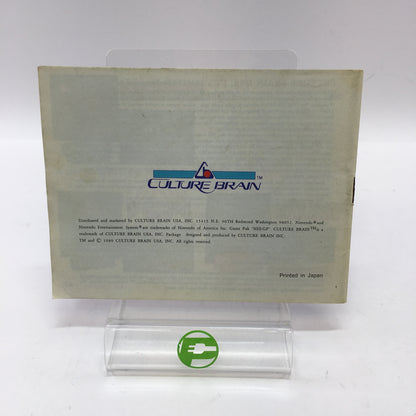 CULTURE BRAIN TM
Distributed and marketed by CULTURE BRAIN USA, INC. 15315 N.E. 90TH Redmond Washington 98052. Nintendo® and
Nintendo Entertainment System® are trademarks of Nintendo of America Inc. Game Pak "NES-GP" CULTURE BRAIN™ is a
trademark of CULTURE BRAIN USA, INC. Package designed and produced by CULTURE BRAIN INC.
TM and © 1989 CULTURE BRAIN USA, INC. All rights reserved.
Printed in Japan